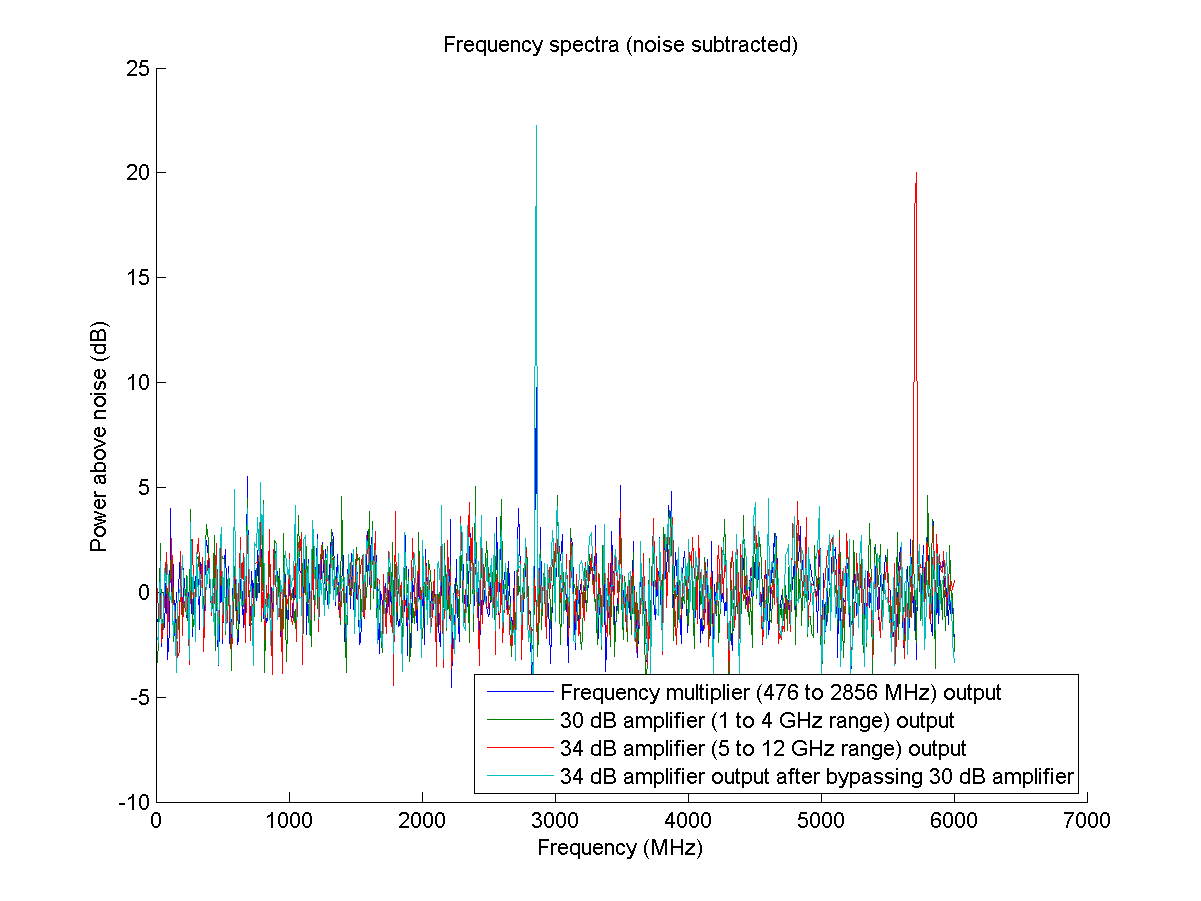 Frequency spectra (noise subtracted)
25
20
15
10
5
0
-5
-10
Power above noise (dB)
Frequency multiplier (476 to 2856 MHz) output
30 dB amplifier (1 to 4 GHz range) output
34 dB amplifier (5 to 12 GHz range) output
34 dB amplifier output after bypassing 30 dB amplifier
0 1000 2000 3000 4000 5000 6000 7000
Frequency (MHz)